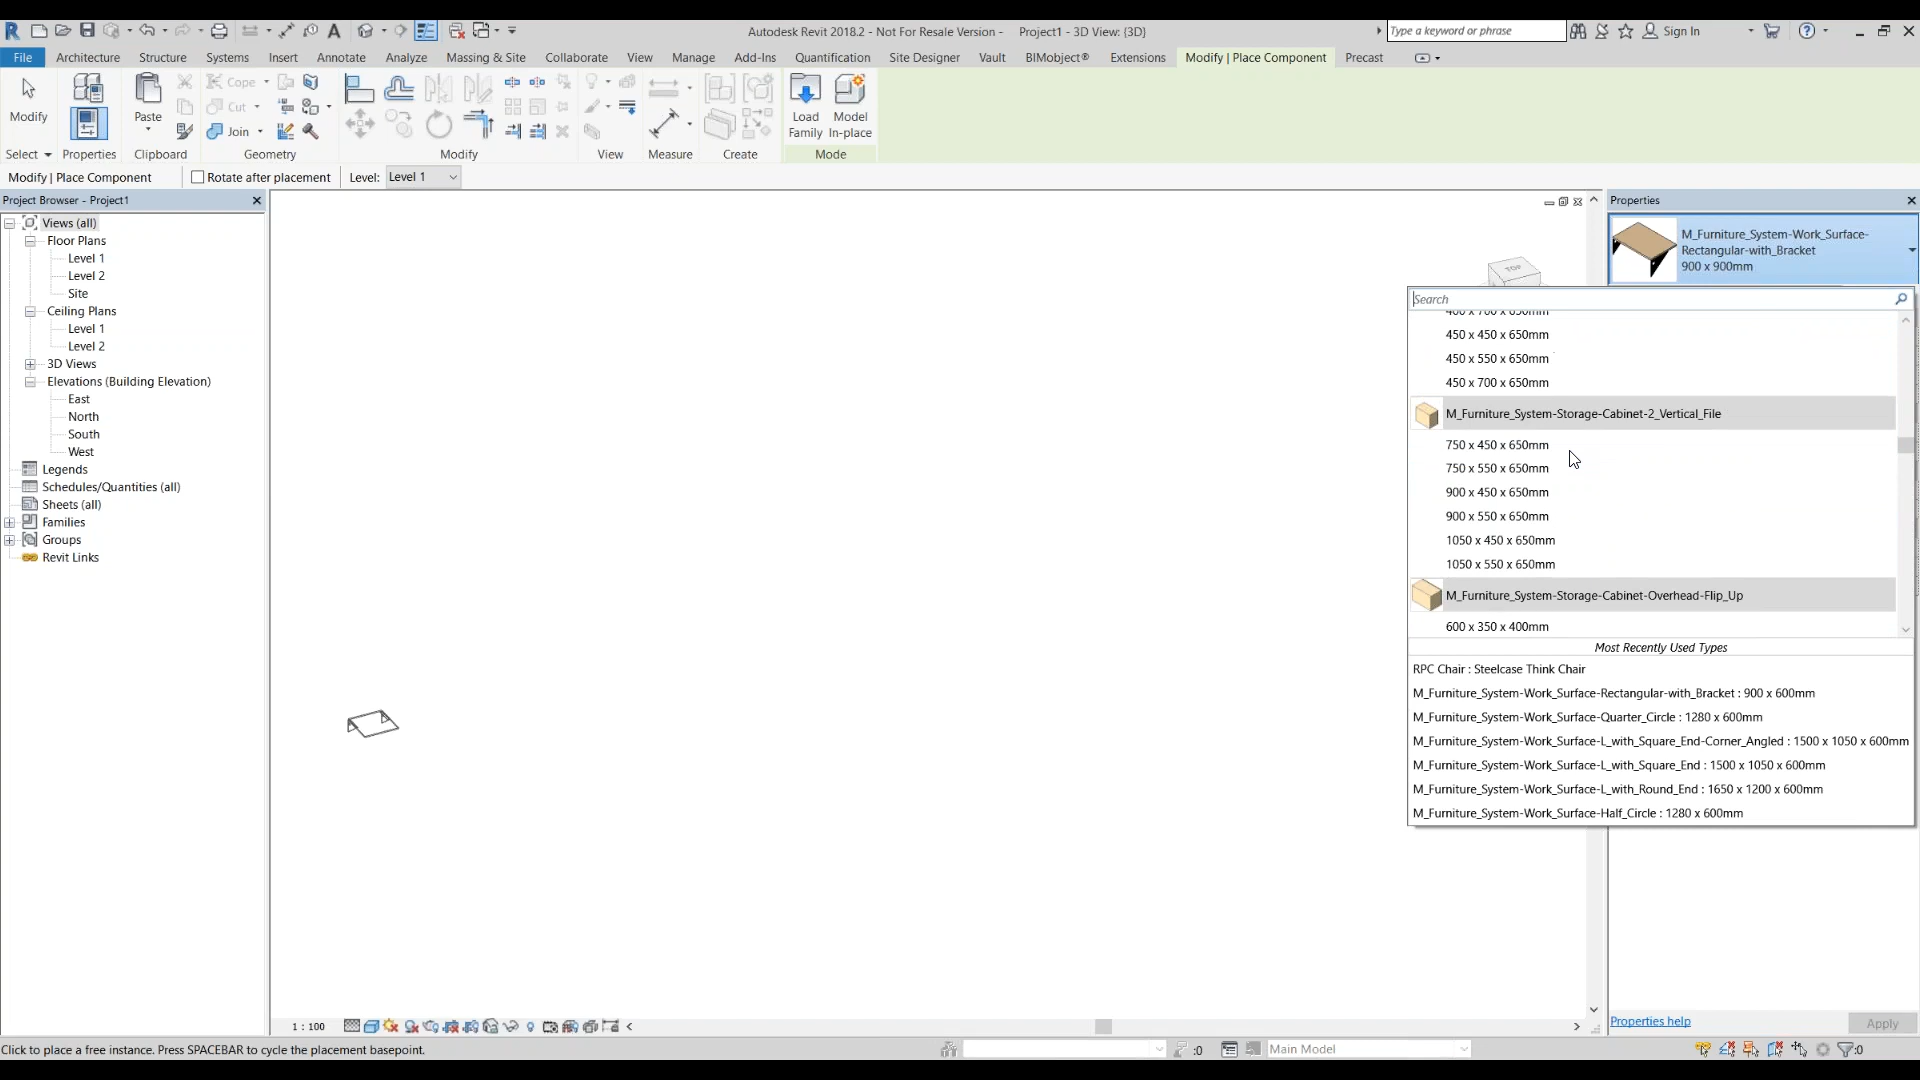 Autodesk Revit 2018.2 - Not For Resale Version - Project1 - 3D View: {3D}
Type a keyword or phrase
Sign In
File Architecture Structure Systems Insert Annotate Analyze Massing & Site Collaborate View Manage Add-Ins Quantification Site Designer Vault BIMobject® Extensions Modify | Place Component Precast
Cope
Cut
Join
Modify
Paste
Load Family
Model In-place
Select Properties Clipboard Geometry Modify View Measure Create Mode
Modify | Place Component Rotate after placement Level: Level 1
Project Browser - Project1
Views (all)
Floor Plans
Level 1
Level 2
Site
Ceiling Plans
Level 1
Level 2
3D Views
Elevations (Building Elevation)
East
North
South
West
Legends
Schedules/Quantities (all)
Sheets (all)
Families
Groups
Revit Links
TOP
Properties
M_Furniture_System-Work_Surface-
Rectangular-with_Bracket
900 x 900mm
Search
450 x 450 x 650mm
450 x 550 x 650mm
450 x 700 x 650mm
M_Furniture_System-Storage-Cabinet-2_Vertical_File
750 x 450 x 650mm
750 x 550 x 650mm
900 x 450 x 650mm
900 x 550 x 650mm
1050 x 450 x 650mm
1050 x 550 x 650mm
M_Furniture_System-Storage-Cabinet-Overhead-Flip_Up
600 x 350 x 400mm
Most Recently Used Types
RPC Chair : Steelcase Think Chair
M_Furniture_System-Work_Surface-Rectangular-with_Bracket : 900 x 600mm
M_Furniture_System-Work_Surface-Quarter_Circle : 1280 x 600mm
M_Furniture_System-Work_Surface-L_with_Square_End-Corner_Angled : 1500 x 1050 x 600mm
M_Furniture_System-Work_Surface-L_with_Square_End : 1500 x 1050 x 600mm
M_Furniture_System-Work_Surface-L_with_Round_End : 1650 x 1200 x 600mm
M_Furniture_System-Work_Surface-Half_Circle : 1280 x 600mm
Properties help
Apply
1 : 100
Click to place a free instance. Press SPACEBAR to cycle the placement basepoint.
:0
Main Model
:0